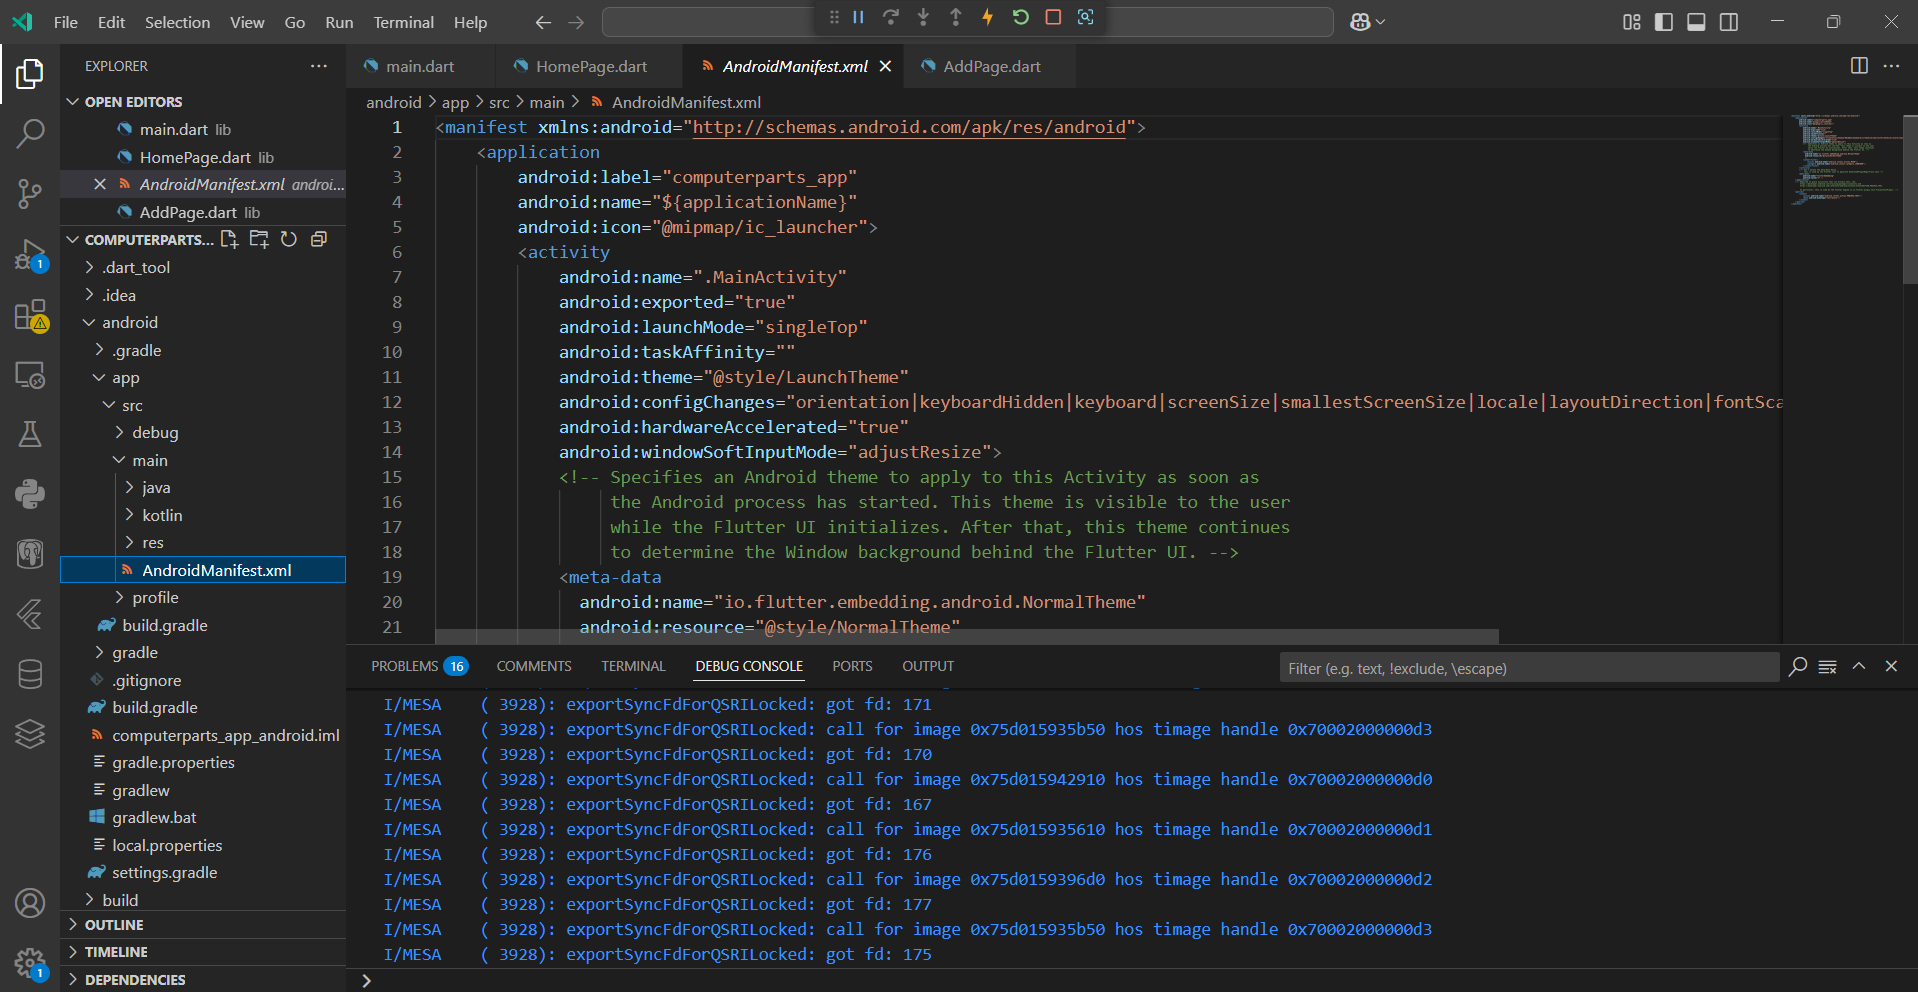 File Edit Selection View Go Run Terminal Help
EXPLORER
OPEN EDITORS
main.dart lib
HomePage.dart lib
AndroidManifest.xml androi...
AddPage.dart lib
COMPUTERPARTS...
.dart_tool
.idea
android
.gradle
app
src
debug
main
java
kotlin
res
AndroidManifest.xml
profile
build.gradle
gradle
.gitignore
build.gradle
computerparts_app_android.iml
gradle.properties
gradlew
gradlew.bat
local.properties
settings.gradle
build
OUTLINE
TIMELINE
DEPENDENCIES
1
1
main.dart HomePage.dart AndroidManifest.xml AddPage.dart
android > app > src > main > AndroidManifest.xml
1 <manifest xmlns:android="http://schemas.android.com/apk/res/android">
2 <application
3 android:label="computerparts_app"
4 android:name="${applicationName}"
5 android:icon="@mipmap/ic_launcher">
6 <activity
7 android:name=".MainActivity"
8 android:exported="true"
9 android:launchMode="singleTop"
10 android:taskAffinity=""
11 android:theme="@style/LaunchTheme"
12 android:configChanges="orientation|keyboardHidden|keyboard|screenSize|smallestScreenSize|locale|layoutDirection|fontSca
13 android:hardwareAccelerated="true"
14 android:windowSoftInputMode="adjustResize">
15 <!-- Specifies an Android theme to apply to this Activity as soon as
16 the Android process has started. This theme is visible to the user
17 while the Flutter UI initializes. After that, this theme continues
18 to determine the Window background behind the Flutter UI. -->
19 <meta-data
20 android:name="io.flutter.embedding.android.NormalTheme"
21 android:resource="@style/NormalTheme"
PROBLEMS 16 COMMENTS TERMINAL DEBUG CONSOLE PORTS OUTPUT
Filter (e.g. text, !exclude, \escape)
I/MESA ( 3928): exportSyncFdForQSRILocked: got fd: 171
I/MESA ( 3928): exportSyncFdForQSRILocked: call for image 0x75d015935b50 hos timage handle 0x70002000000d3
I/MESA ( 3928): exportSyncFdForQSRILocked: got fd: 170
I/MESA ( 3928): exportSyncFdForQSRILocked: call for image 0x75d015942910 hos timage handle 0x70002000000d0
I/MESA ( 3928): exportSyncFdForQSRILocked: got fd: 167
I/MESA ( 3928): exportSyncFdForQSRILocked: call for image 0x75d015935610 hos timage handle 0x70002000000d1
I/MESA ( 3928): exportSyncFdForQSRILocked: got fd: 176
I/MESA ( 3928): exportSyncFdForQSRILocked: call for image 0x75d0159396d0 hos timage handle 0x70002000000d2
I/MESA ( 3928): exportSyncFdForQSRILocked: got fd: 177
I/MESA ( 3928): exportSyncFdForQSRILocked: call for image 0x75d015935b50 hos timage handle 0x70002000000d3
I/MESA ( 3928): exportSyncFdForQSRILocked: got fd: 175